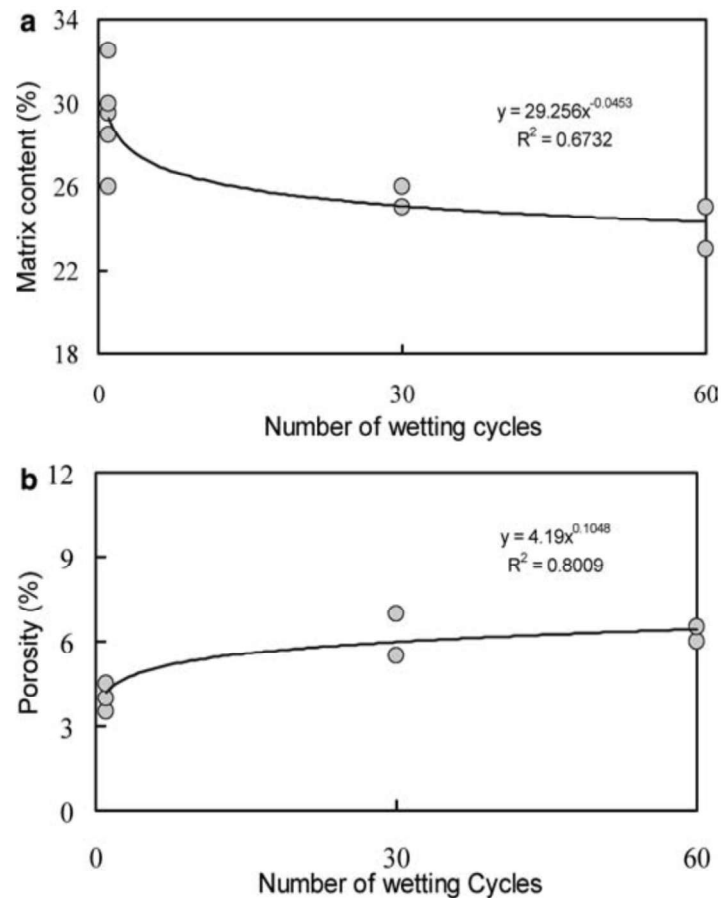 a
34
30
26
22
18
Matrix content (%)
y = 29.256x^-0.0453
R² = 0.6732
0 30 60
Number of wetting cycles
b
12
9
6
3
0
Porosity (%)
y = 4.19x^0.1048
R² = 0.8009
0 30 60
Number of wetting Cycles